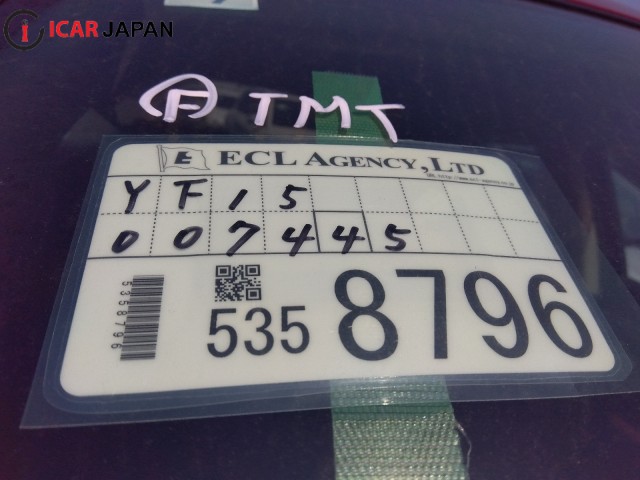 ICAR JAPAN
F TMT
E ECL AGENCY, LTD
YF15
007445
5358796
535 8796